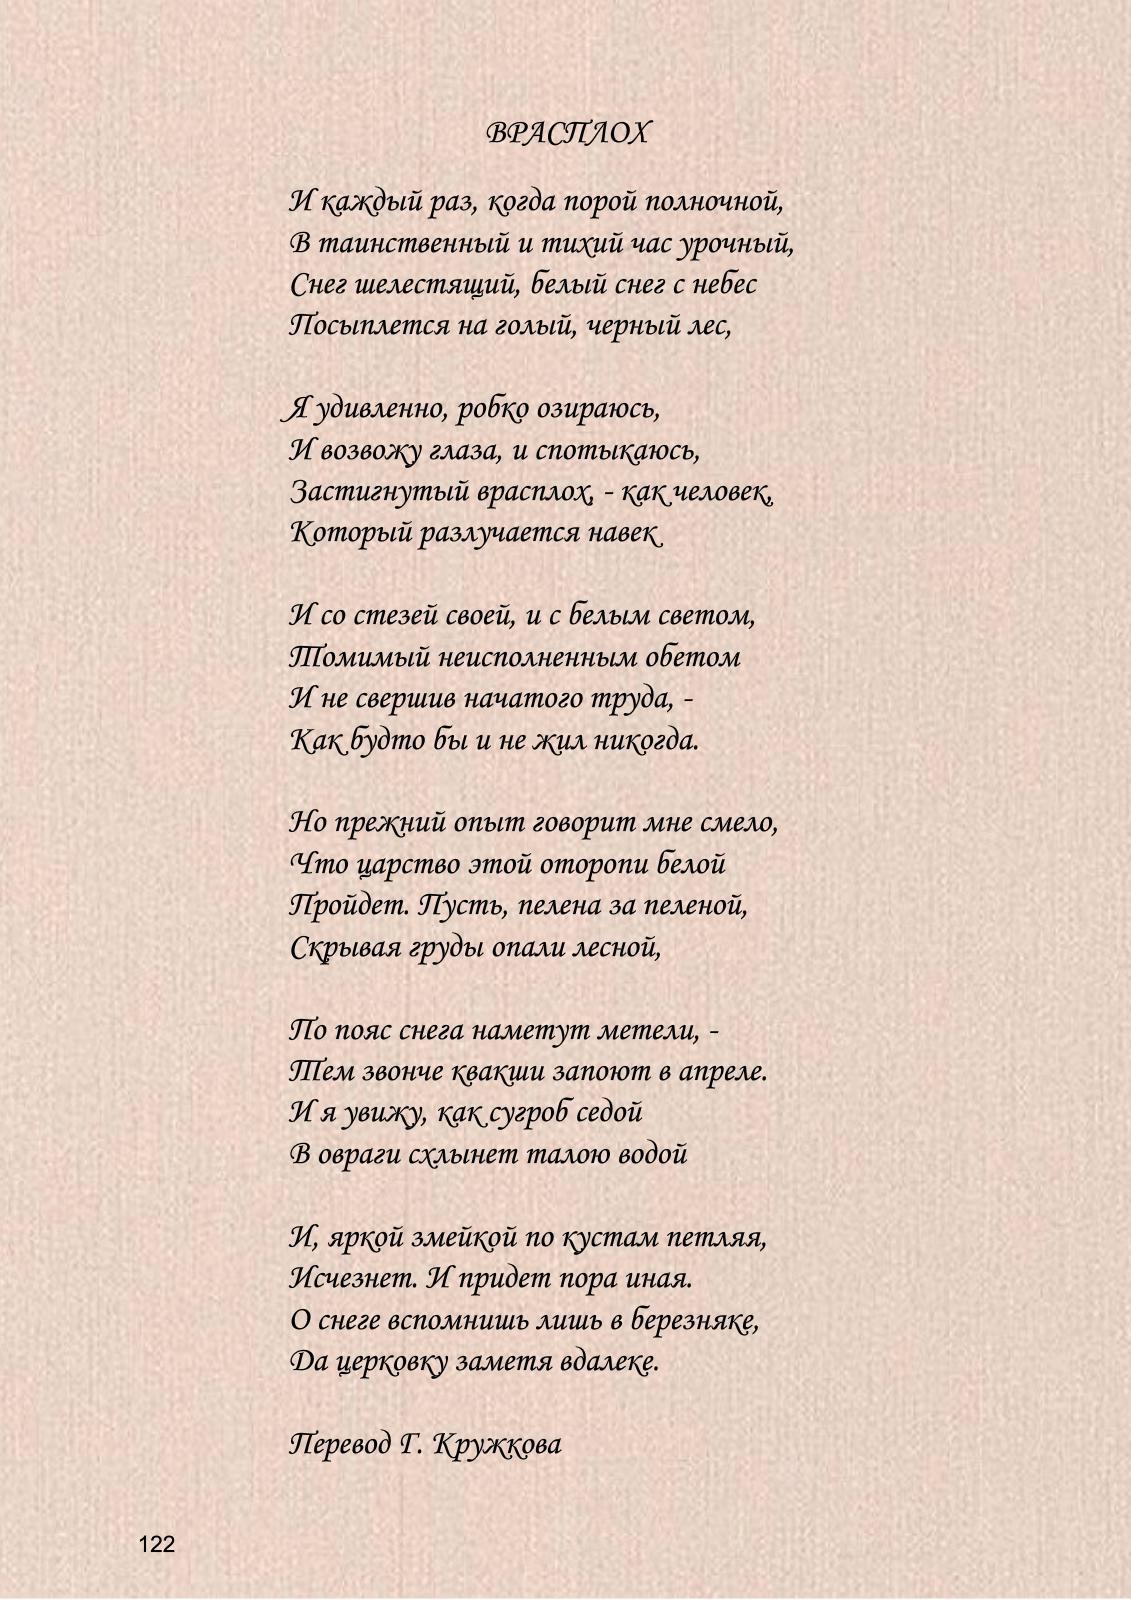 ВРАСПЛОХ
И каждый раз, когда порой полночной,
В таинственный и тихий час урочный,
Снег шелестящий, белый снег с небес
Посыплется на голый, черный лес,
Я удивленно, робко озираюсь,
И возвожу глаза, и спотыкаюсь,
Застигнутый врасплох, - как человек,
Который разлучается навек
И со стезей своей, и с белым светом,
Томимый неисполненным обетом
И не свершив начатого труда, -
Как будто бы и не жил никогда.
Но прежний опыт говорит мне смело,
Что царство этой оторопи белой
Пройдет. Пусть, пелена за пеленой,
Скрывая груды опали лесной,
По пояс снега наметут метели, -
Тем звонче квакши запоют в апреле.
И я увижу, как сугроб седой
В овраги схлынет талою водой
И, яркой змейкой по кустам петляя,
Исчезнет. И придет пора иная.
О снеге вспомнишь лишь в березняке,
Да церковку заметя вдалеке.
Перевод Г. Кружкова
122